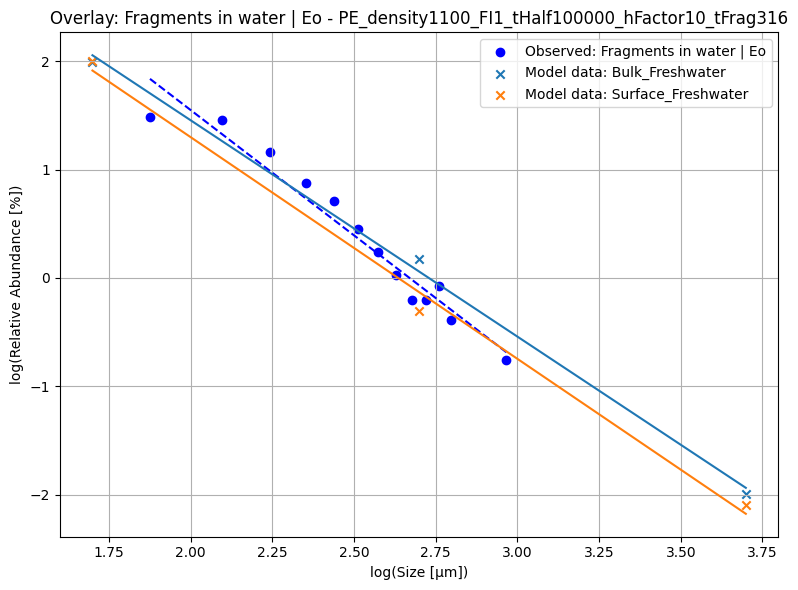 Overlay: Fragments in water | Eo - PE_density1100_FI1_tHalf100000_hFactor10_tFrag316
Observed: Fragments in water | Eo
Model data: Bulk_Freshwater
Model data: Surface_Freshwater
log(Relative Abundance [%])
2
1
0
−1
−2
1.75
2.00
2.25
2.50
2.75
3.00
3.25
3.50
3.75
log(Size [μm])